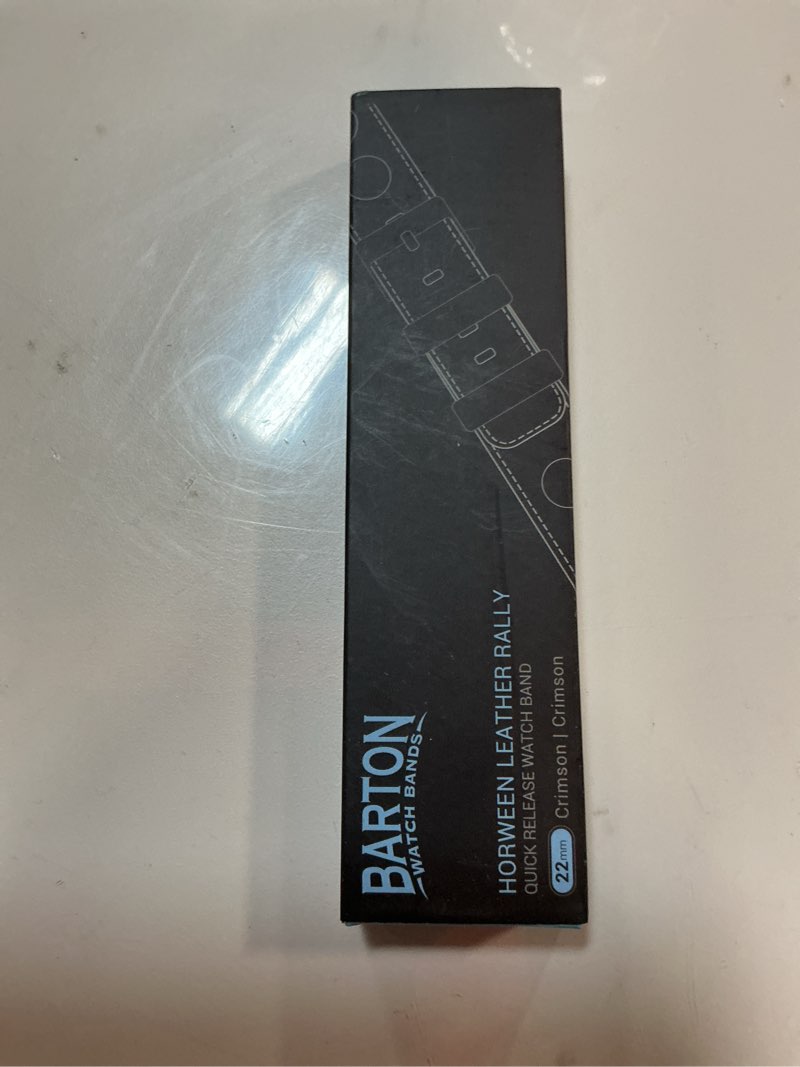 BARTON
WATCH BANDS
HORWEEN LEATHER RALLY
QUICK RELEASE WATCH BAND
22mm Crimson | Crimson